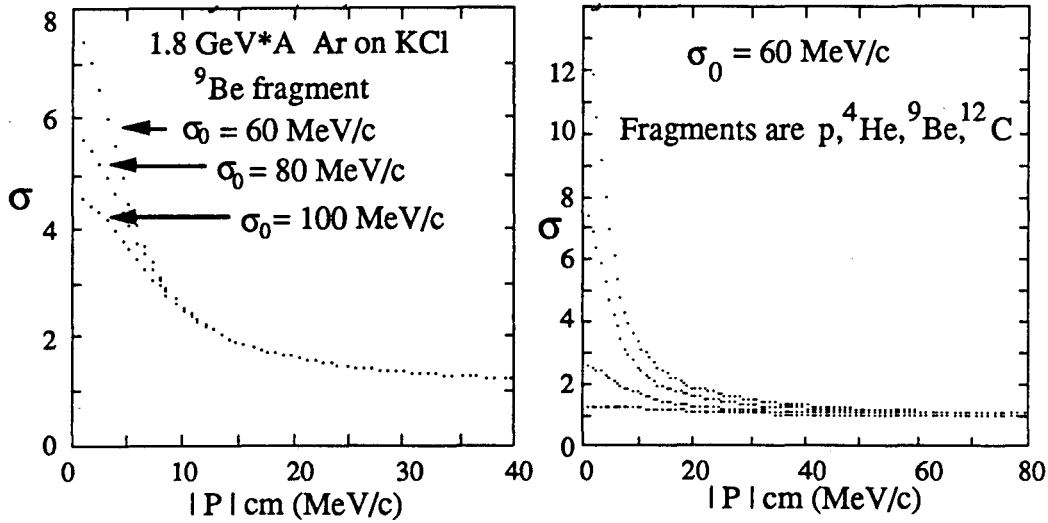 1.8 GeV*A Ar on KCl
⁹Be fragment
σ₀ = 60 MeV/c
σ₀ = 80 MeV/c
σ₀= 100 MeV/c
σ
8
6
4
2
0
0 10 20 30 40
|P| cm (MeV/c)
σ₀ = 60 MeV/c
Fragments are p,⁴He,⁹Be,¹²C
σ
12
10
8
6
4
2
0
0 20 40 60 80
|P| cm (MeV/c)